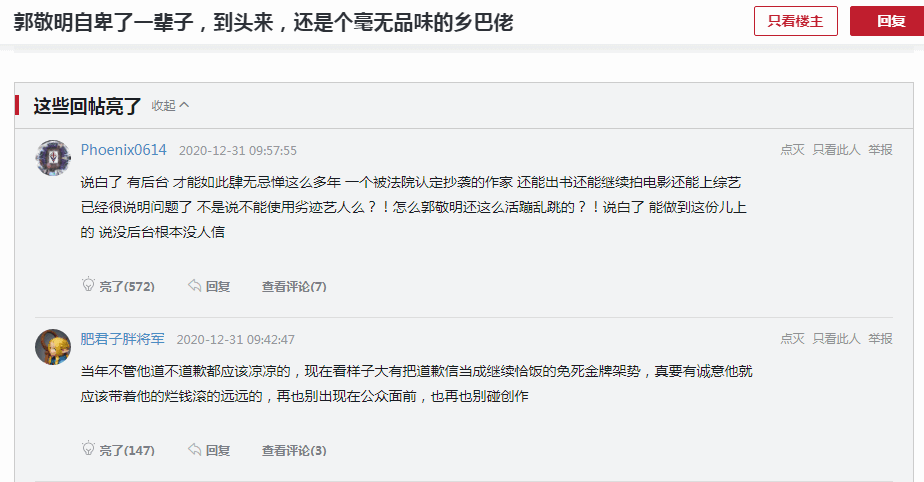 郭敬明自卑了一辈子，到头来，还是个毫无品味的乡巴佬
只看楼主
回复
这些回帖亮了 收起
Phoenix0614 2020-12-31 09:57:55
点灭 只看此人 举报
说白了 有后台 才能如此肆无忌惮这么多年 一个被法院认定抄袭的作家 还能出书还能继续拍电影还能上综艺
已经很说明问题了 不是说不能使用劣迹艺人么？！怎么郭敬明还这么活蹦乱跳的？！说白了 能做到这份儿上
的 说没后台根本没人信
亮了(572) 回复 查看评论(7)
肥君子胖将军 2020-12-31 09:42:47
点灭 只看此人 举报
当年不管他道不道歉都应该凉凉的，现在看样子大有把道歉信当成继续恰饭的免死金牌架势，真要有诚意他就
应该带着他的烂钱滚的远远的，再也别出现在公众面前，也再也别碰创作
亮了(147) 回复 查看评论(3)